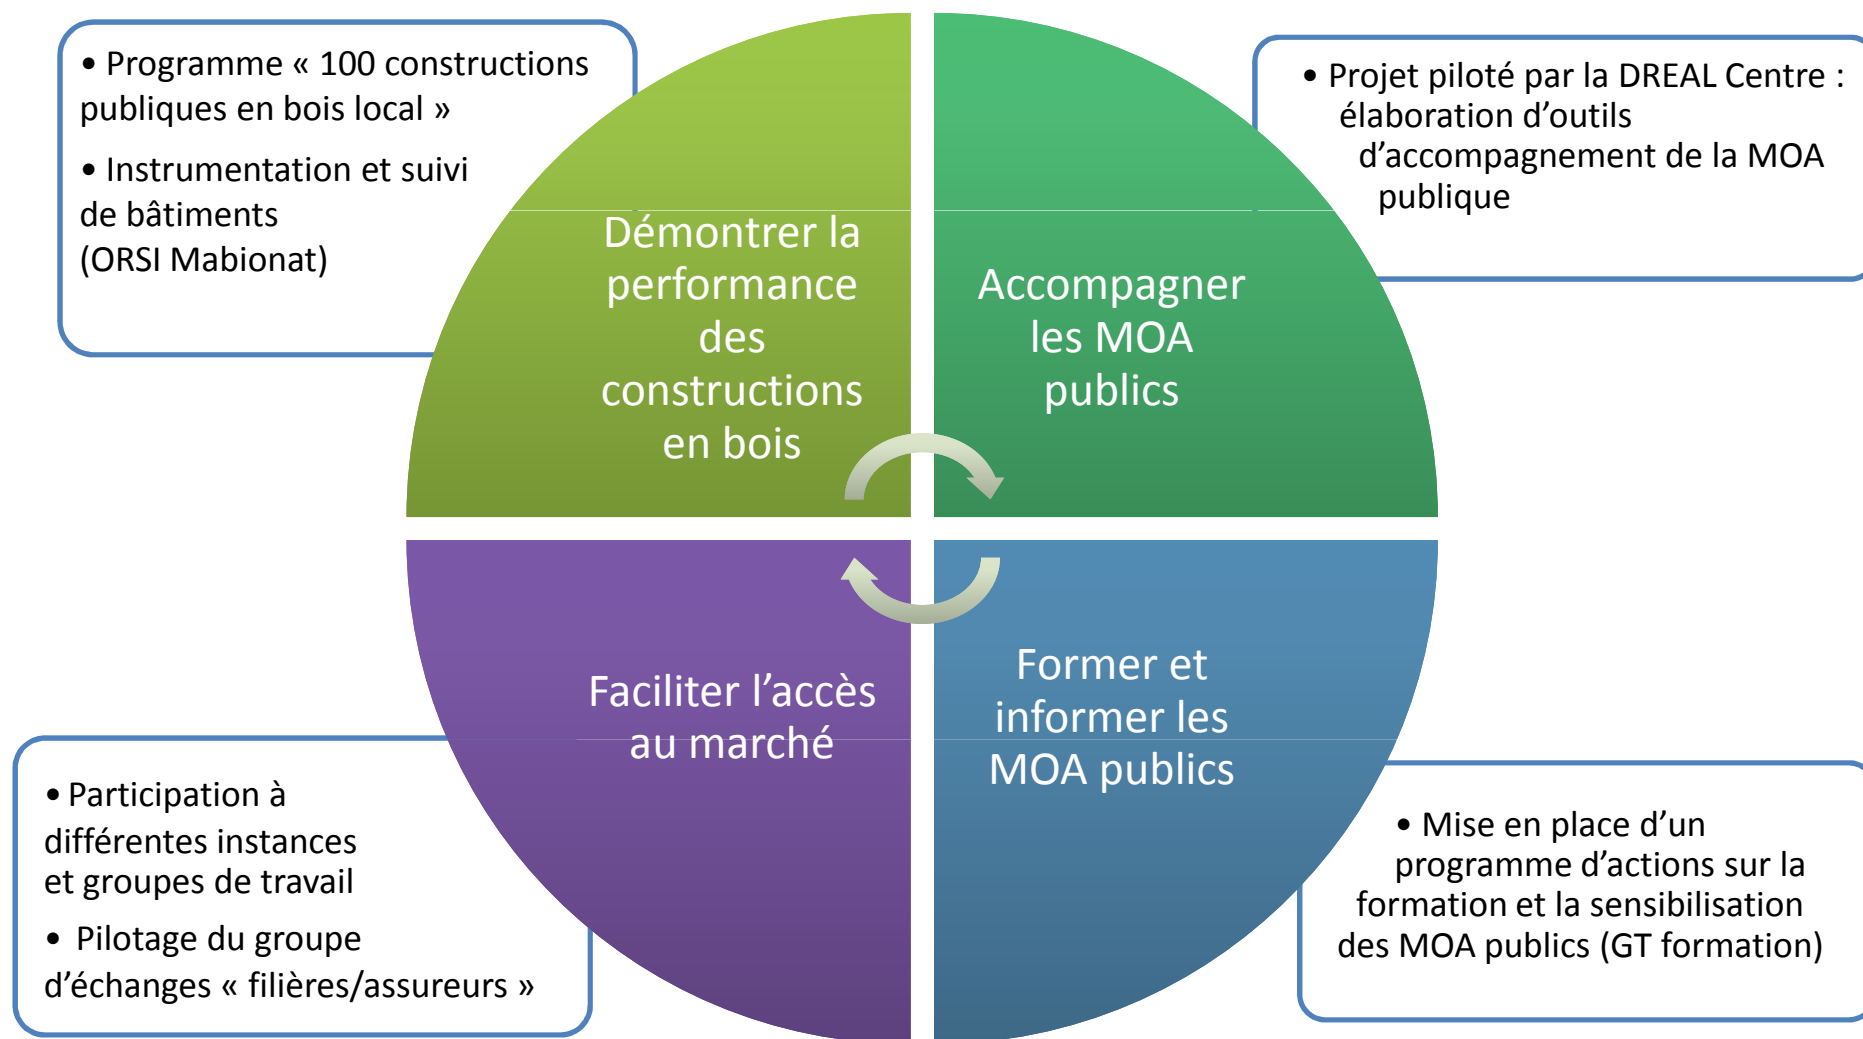 • Programme « 100 constructions
publiques en bois local »
• Instrumentation et suivi
de bâtiments
(ORSI Mabionat)
Démontrer la
performance
des
constructions
en bois
Accompagner
les MOA
publics
• Projet piloté par la DREAL Centre :
élaboration d’outils
d’accompagnement de la MOA
publique
Faciliter l’accès
au marché
Former et
informer les
MOA publics
• Participation à
différentes instances
et groupes de travail
• Pilotage du groupe
d’échanges « filières/assureurs »
• Mise en place d’un
programme d’actions sur la
formation et la sensibilisation
des MOA publics (GT formation)